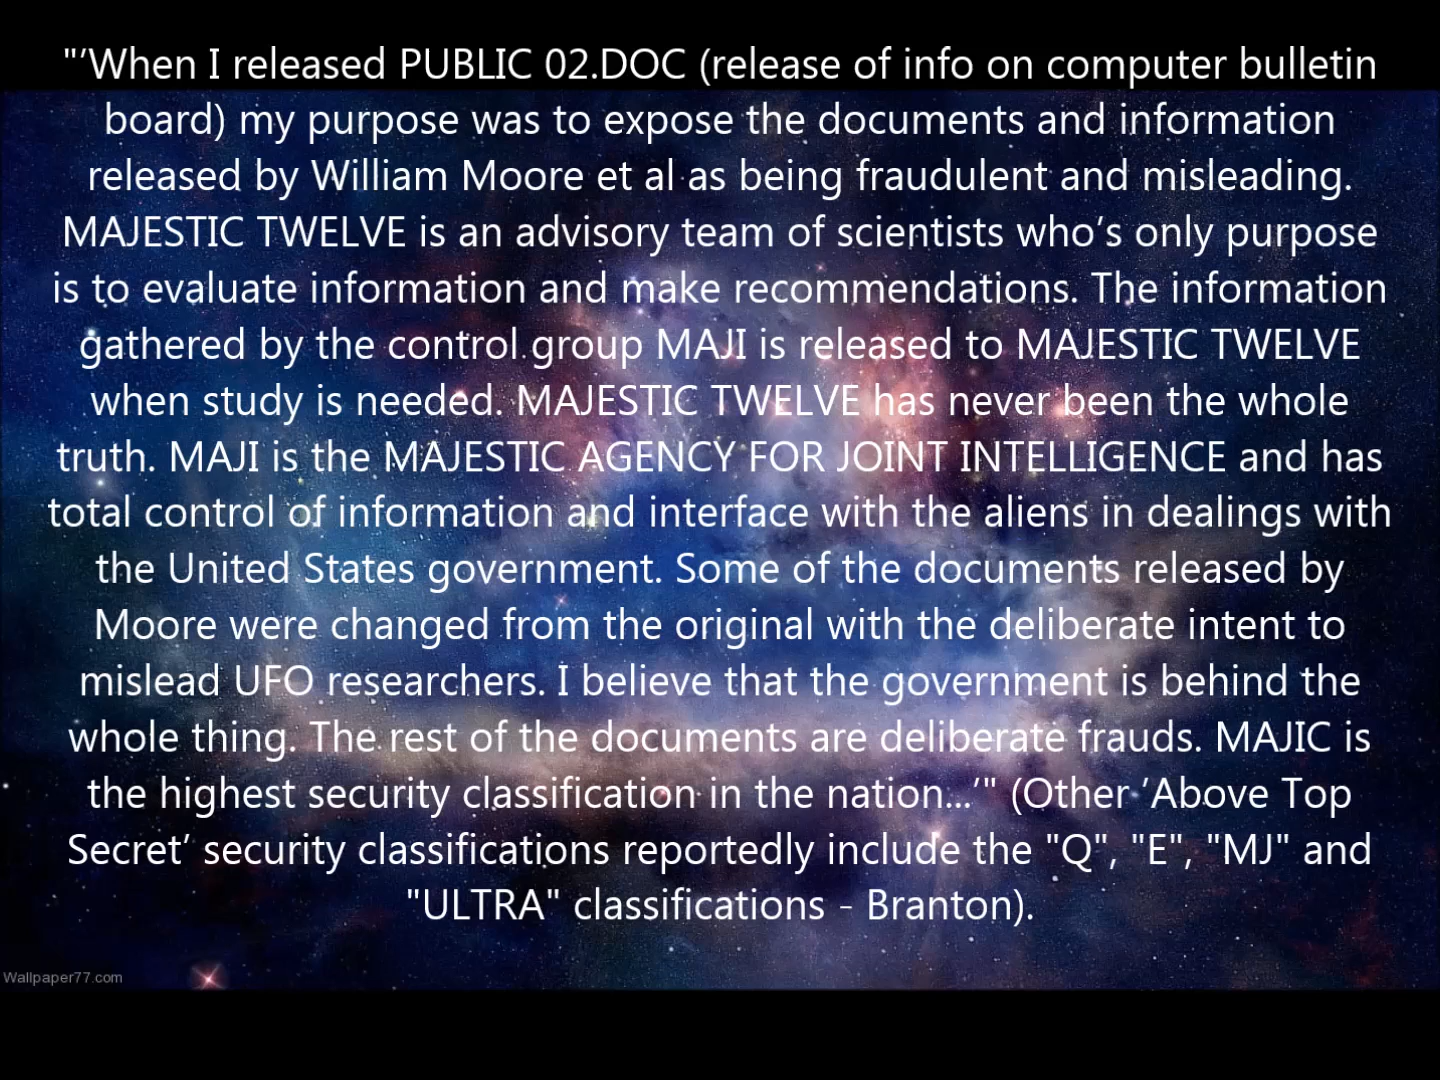 "’When I released PUBLIC 02.DOC (release of info on computer bulletin
board) my purpose was to expose the documents and information
released by William Moore et al as being fraudulent and misleading.
MAJESTIC TWELVE is an advisory team of scientists who’s only purpose
is to evaluate information and make recommendations. The information
gathered by the control group MAJI is released to MAJESTIC TWELVE
when study is needed. MAJESTIC TWELVE has never been the whole
truth. MAJI is the MAJESTIC AGENCY FOR JOINT INTELLIGENCE and has
total control of information and interface with the aliens in dealings with
the United States government. Some of the documents released by
Moore were changed from the original with the deliberate intent to
mislead UFO researchers. I believe that the government is behind the
whole thing. The rest of the documents are deliberate frauds. MAJIC is
the highest security classification in the nation...’" (Other ‘Above Top
Secret’ security classifications reportedly include the "Q", "E", "MJ" and
"ULTRA" classifications - Branton).
Wallpaper77.com